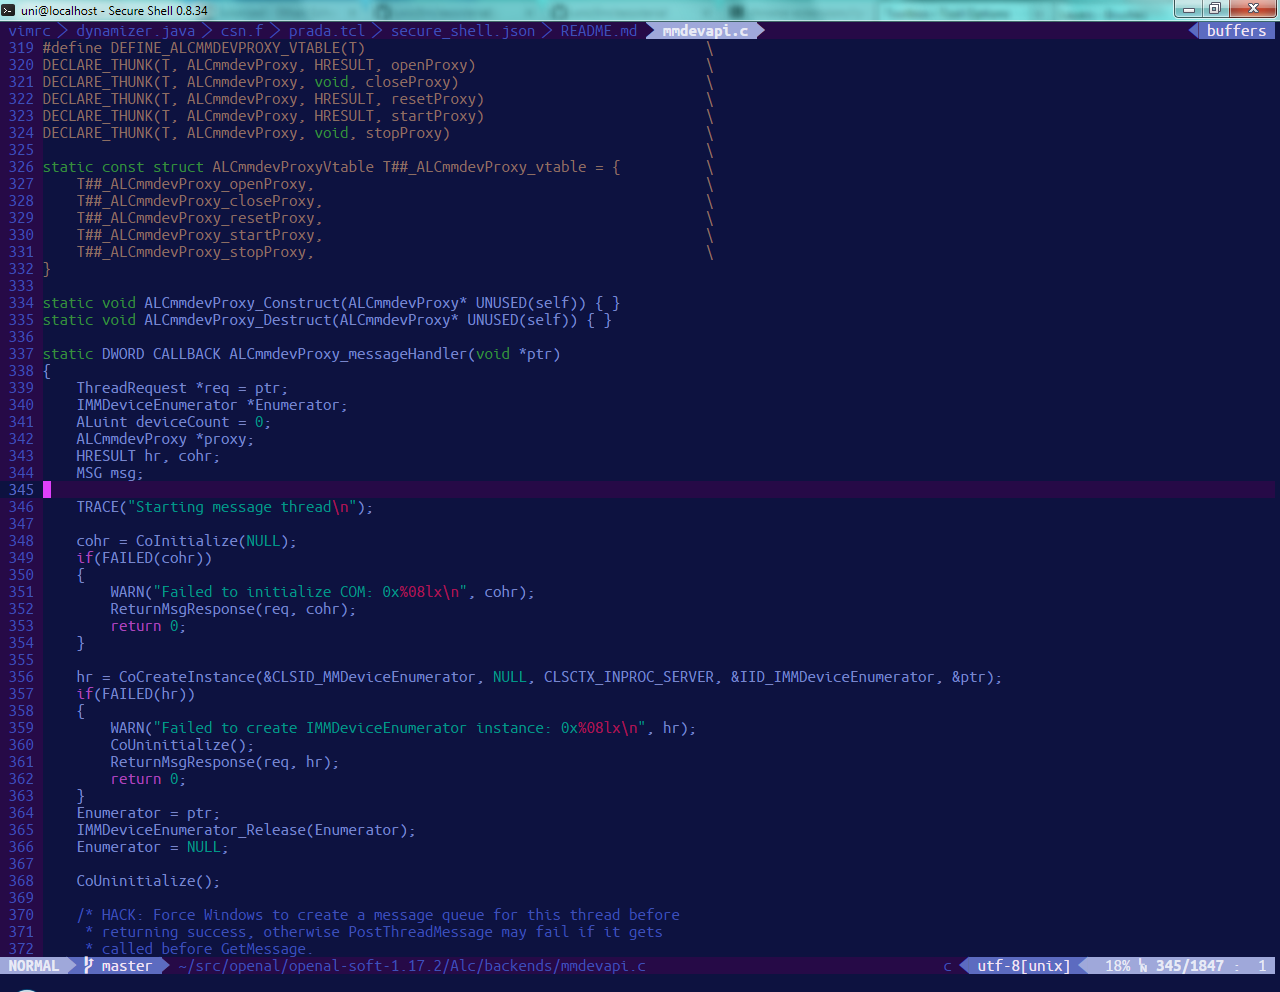 uni@localhost - Secure Shell 0.8.34
vimrc > dynamizer.java > csn.f > prada.tcl > secure_shell.json > README.md > mmdevapi.c buffers
319 #define DEFINE_ALCMMDEVPROXY_VTABLE(T) \
320 DECLARE_THUNK(T, ALCmmdevProxy, HRESULT, openProxy) \
321 DECLARE_THUNK(T, ALCmmdevProxy, void, closeProxy) \
322 DECLARE_THUNK(T, ALCmmdevProxy, HRESULT, resetProxy) \
323 DECLARE_THUNK(T, ALCmmdevProxy, HRESULT, startProxy) \
324 DECLARE_THUNK(T, ALCmmdevProxy, void, stopProxy) \
325 \
326 static const struct ALCmmdevProxyVtable T##_ALCmmdevProxy_vtable = { \
327     T##_ALCmmdevProxy_openProxy, \
328     T##_ALCmmdevProxy_closeProxy, \
329     T##_ALCmmdevProxy_resetProxy, \
330     T##_ALCmmdevProxy_startProxy, \
331     T##_ALCmmdevProxy_stopProxy, \
332 }
333
334 static void ALCmmdevProxy_Construct(ALCmmdevProxy* UNUSED(self)) { }
335 static void ALCmmdevProxy_Destruct(ALCmmdevProxy* UNUSED(self)) { }
336
337 static DWORD CALLBACK ALCmmdevProxy_messageHandler(void *ptr)
338 {
339     ThreadRequest *req = ptr;
340     IMMDeviceEnumerator *Enumerator;
341     ALuint deviceCount = 0;
342     ALCmmdevProxy *proxy;
343     HRESULT hr, cohr;
344     MSG msg;
345
346     TRACE("Starting message thread\n");
347
348     cohr = CoInitialize(NULL);
349     if(FAILED(cohr))
350     {
351         WARN("Failed to initialize COM: 0x%08lx\n", cohr);
352         ReturnMsgResponse(req, cohr);
353         return 0;
354     }
355
356     hr = CoCreateInstance(&CLSID_MMDeviceEnumerator, NULL, CLSCTX_INPROC_SERVER, &IID_IMMDeviceEnumerator, &ptr);
357     if(FAILED(hr))
358     {
359         WARN("Failed to create IMMDeviceEnumerator instance: 0x%08lx\n", hr);
360         CoUninitialize();
361         ReturnMsgResponse(req, hr);
362         return 0;
363     }
364     Enumerator = ptr;
365     IMMDeviceEnumerator_Release(Enumerator);
366     Enumerator = NULL;
367
368     CoUninitialize();
369
370     /* HACK: Force Windows to create a message queue for this thread before
371      * returning success, otherwise PostThreadMessage may fail if it gets
372      * called before GetMessage.
NORMAL master ~/src/openal/openal-soft-1.17.2/Alc/backends/mmdevapi.c c utf-8[unix] 18% LN 345/1847 : 1